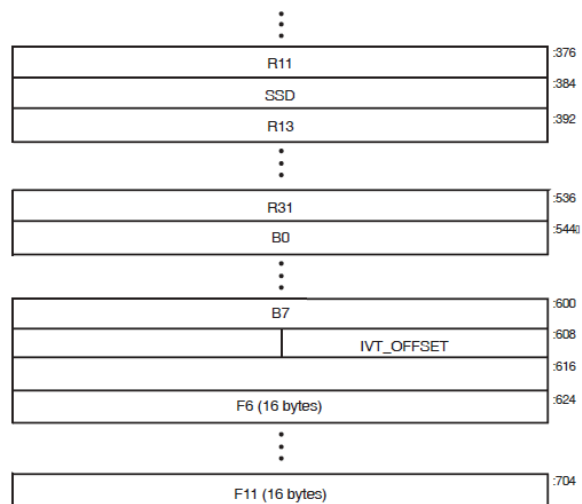 :376
R11
:384
SSD
:392
R13
:536
R31
:544
B0
:600
B7
:608
IVT_OFFSET
:616
:624
F6 (16 bytes)
:704
F11 (16 bytes)